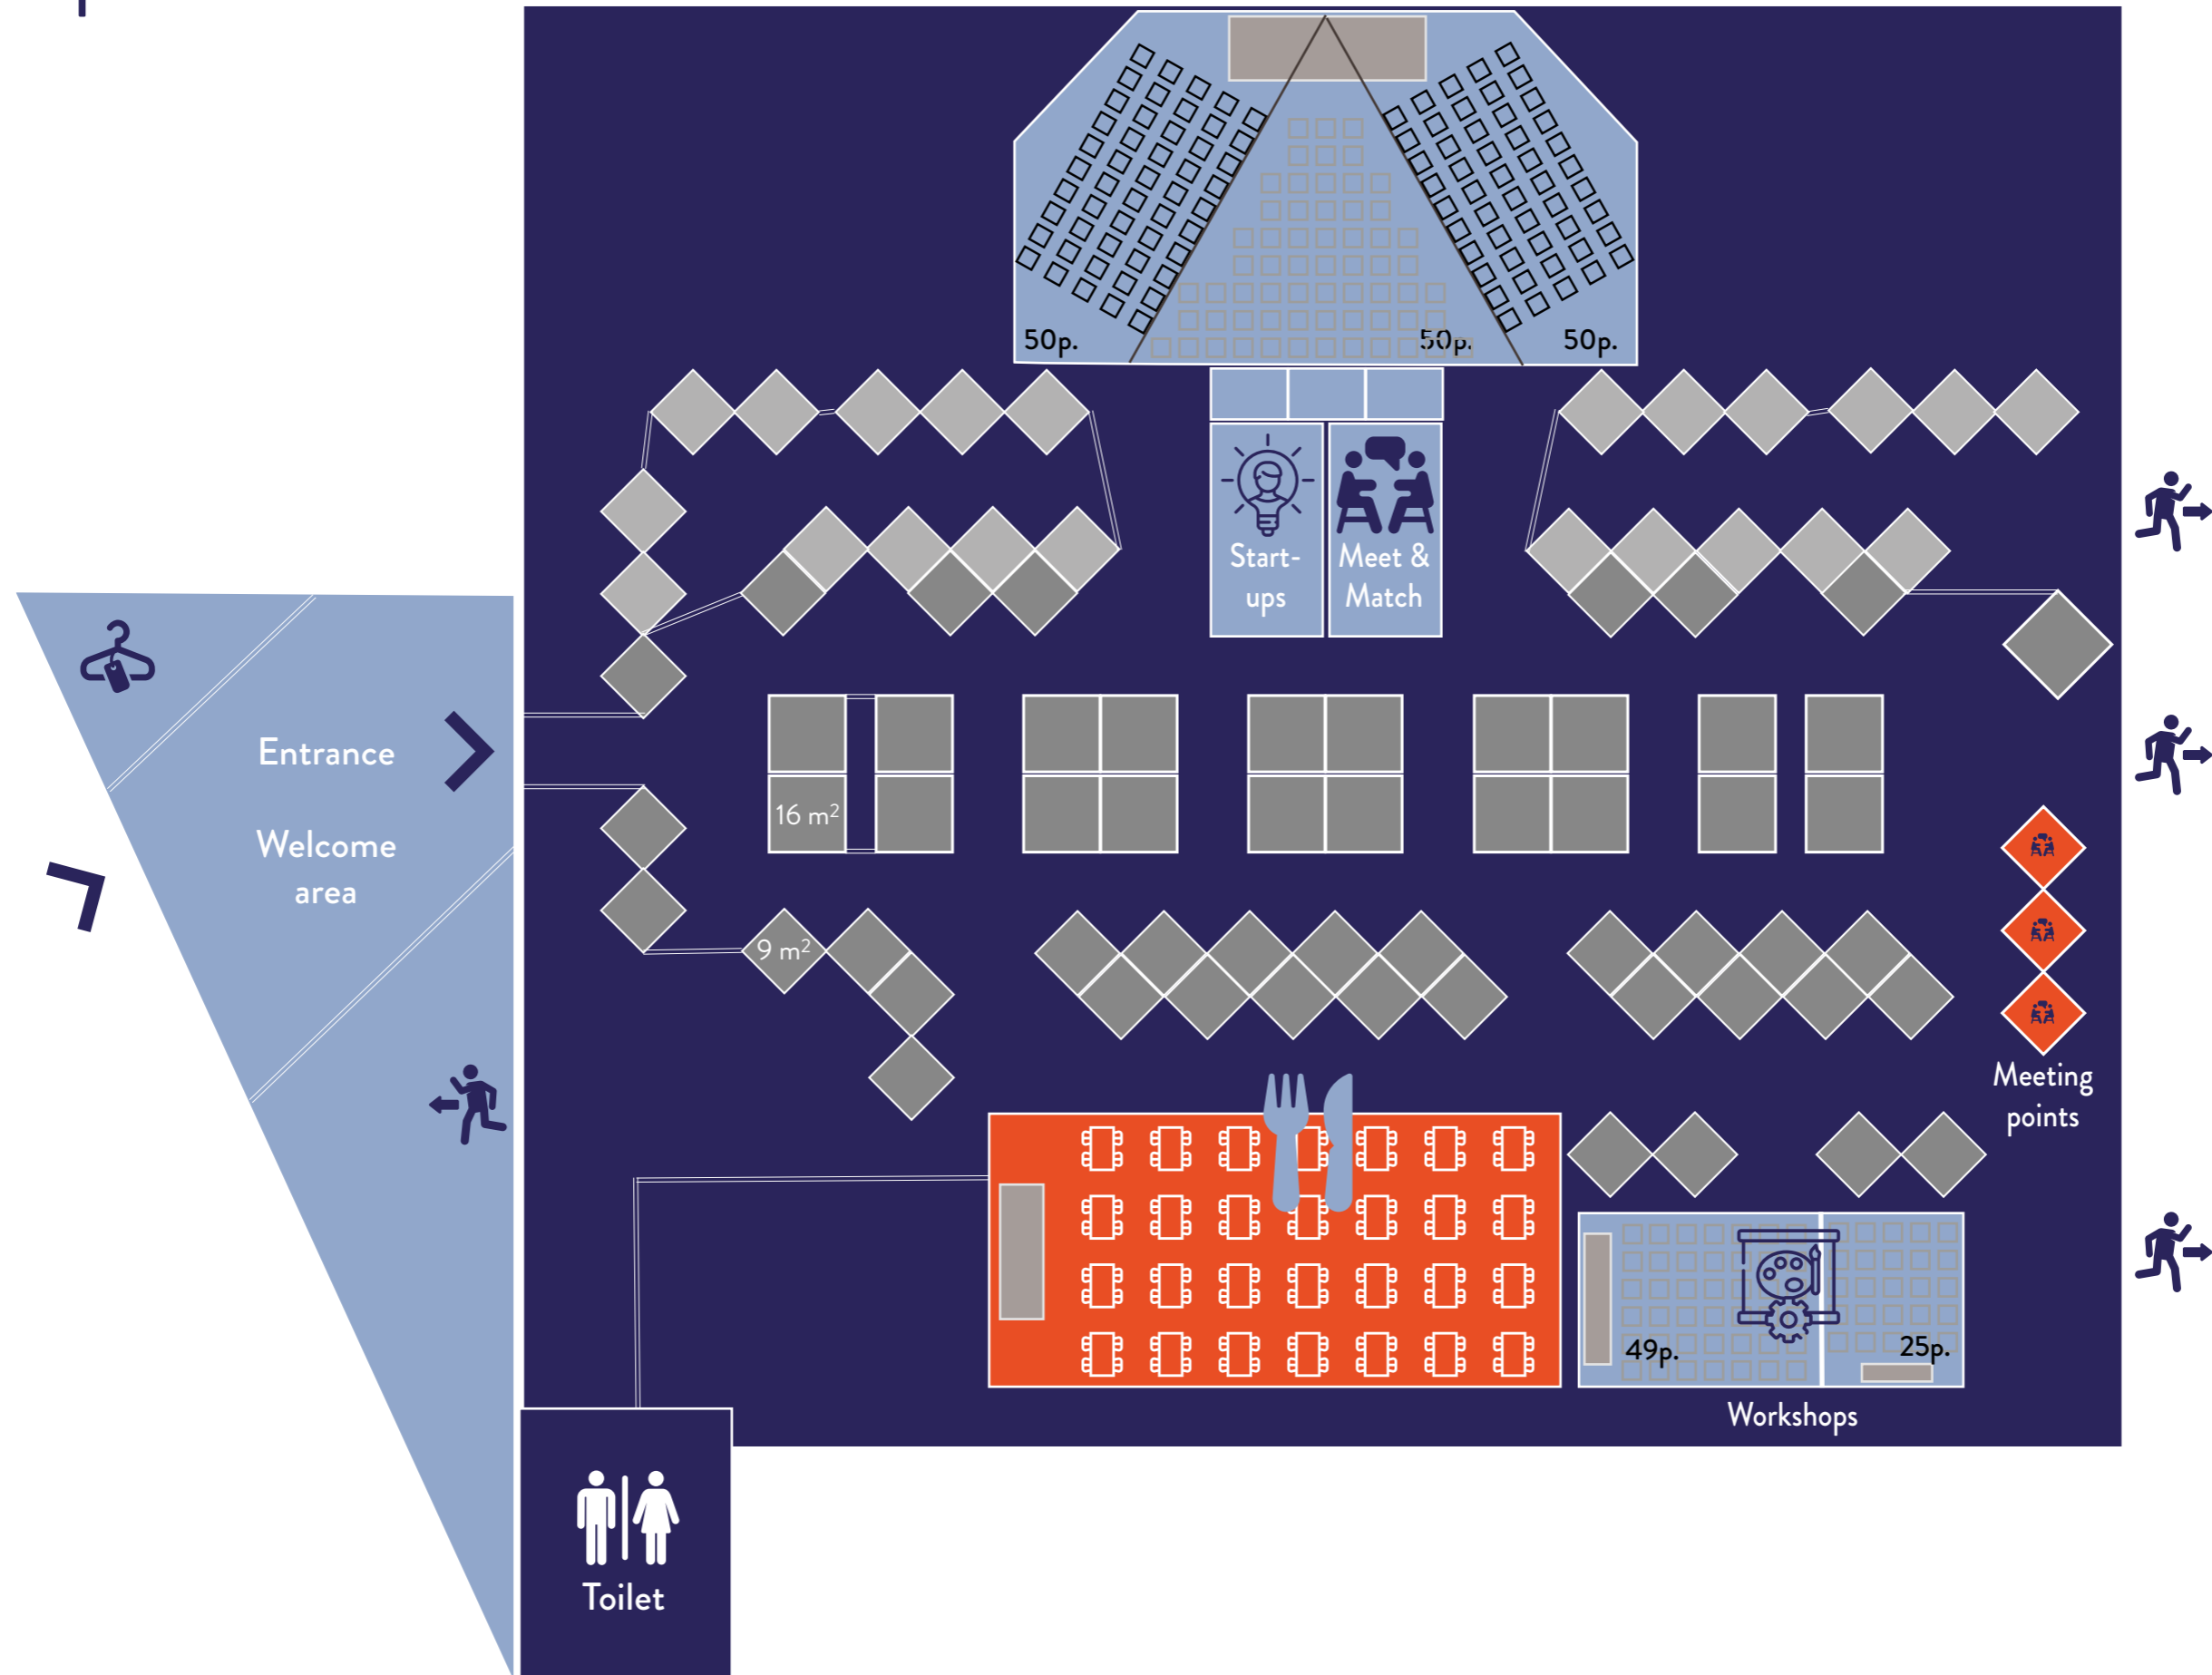 50p.
50p.
50p.
Start-
ups
Meet &
Match
Entrance
Welcome
area
16 m²
9 m²
Meeting
points
49p.
25p.
Workshops
Toilet